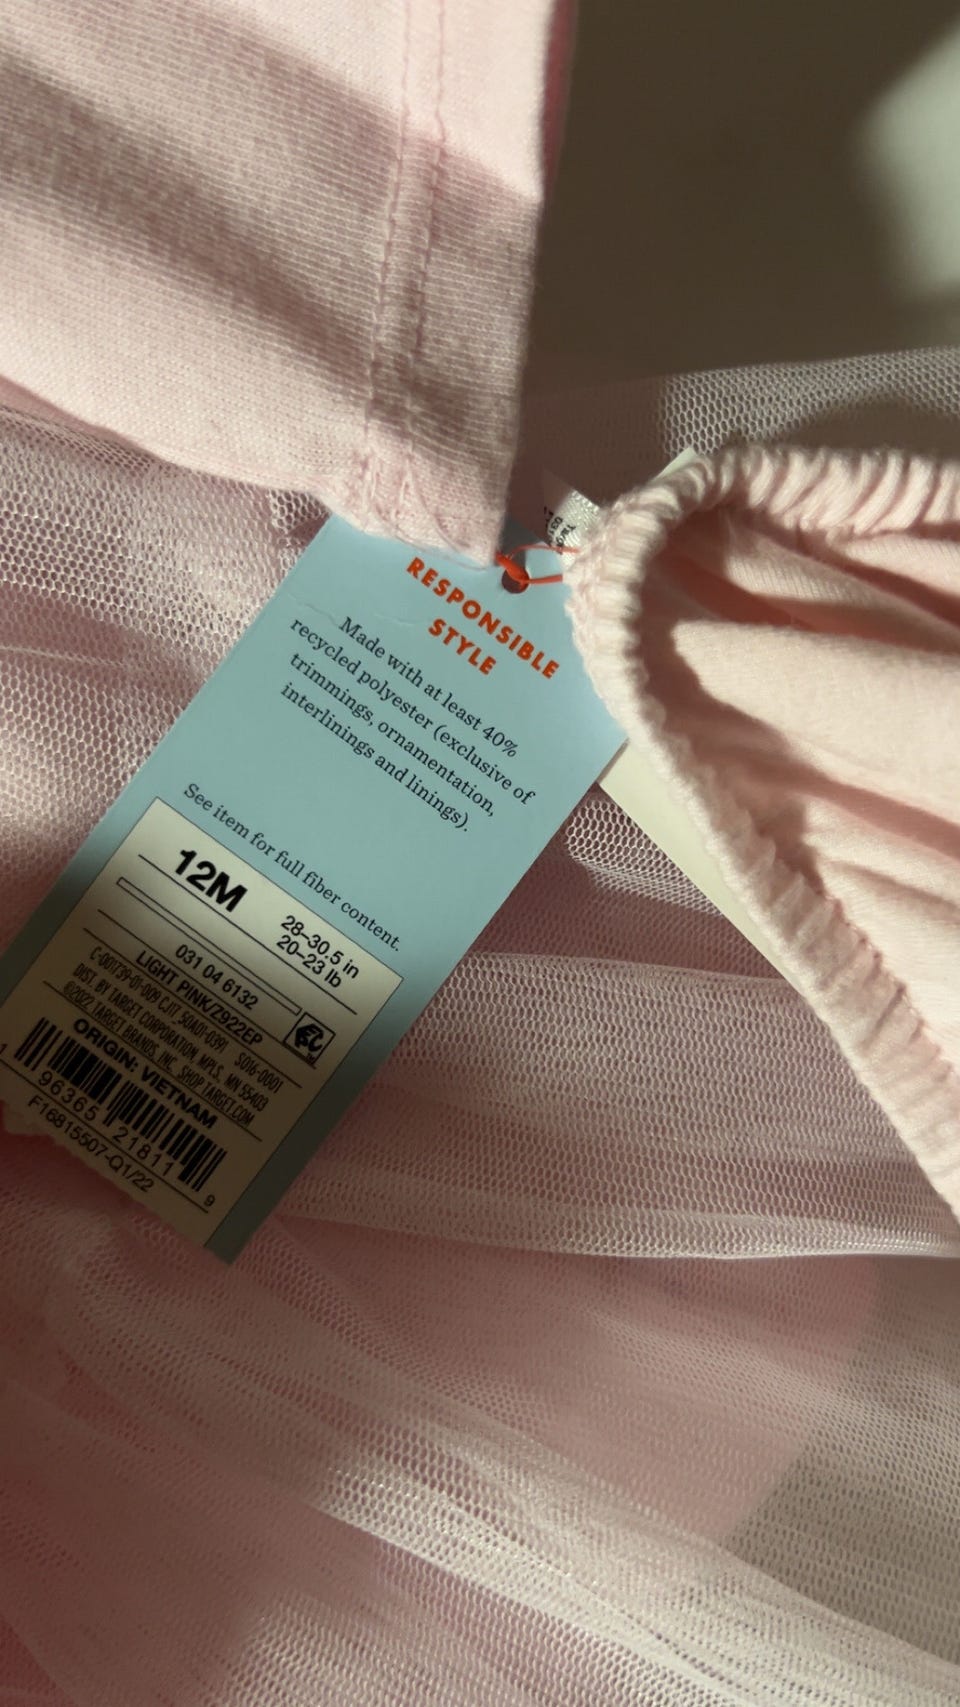 RESPONSIBLE
STYLE
Made with at least 40%
recycled polyester (exclusive of
trimmings, ornamentation,
interlinings and linings).
See item for full fiber content.
12M
28–30.5 in
20–23 lb
031 04 6132
LIGHT PINK/Z922EP
C-001739-01-009 CJIT_50A01-0391 S016-0001
DIST. BY TARGET CORPORATION, MPLS, MN 55403
©2022 TARGET BRANDS, INC. SHOP TARGET.COM
ORIGIN: VIETNAM
1 96365 21811 9
F16815507-Q1/22